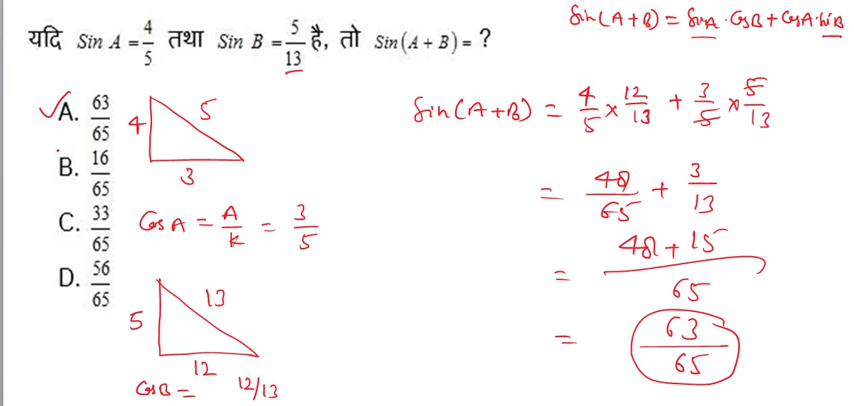 Sin(A+B) = SinA · CosB + CosA · SinB
यदि Sin A = 4/5 तथा Sin B = 5/13 है, तो Sin(A + B) = ?
A. 63/65
B. 16/65
C. 33/65
D. 56/65
4
5
3
CosA = A/K = 3/5
5
13
12
CosB = 12/13
Sin(A+B) = 4/5 × 12/13 + 3/5 × 5/13
= 48/65 + 3/13
= 48+15/65
= 63/65